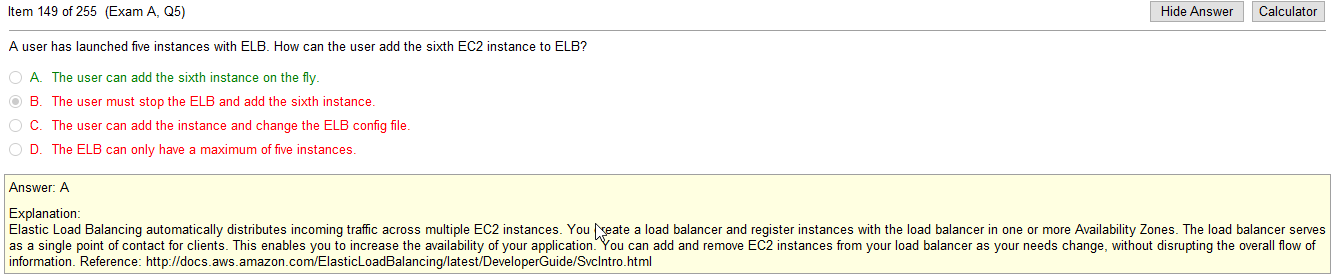 Item 149 of 255 (Exam A, Q5)
Hide Answer
Calculator
A user has launched five instances with ELB. How can the user add the sixth EC2 instance to ELB?
A. The user can add the sixth instance on the fly.
B. The user must stop the ELB and add the sixth instance.
C. The user can add the instance and change the ELB config file.
D. The ELB can only have a maximum of five instances.
Answer: A
Explanation:
Elastic Load Balancing automatically distributes incoming traffic across multiple EC2 instances. You create a load balancer and register instances with the load balancer in one or more Availability Zones. The load balancer serves
as a single point of contact for clients. This enables you to increase the availability of your application. You can add and remove EC2 instances from your load balancer as your needs change, without disrupting the overall flow of
information. Reference: http://docs.aws.amazon.com/ElasticLoadBalancing/latest/DeveloperGuide/SvcIntro.html